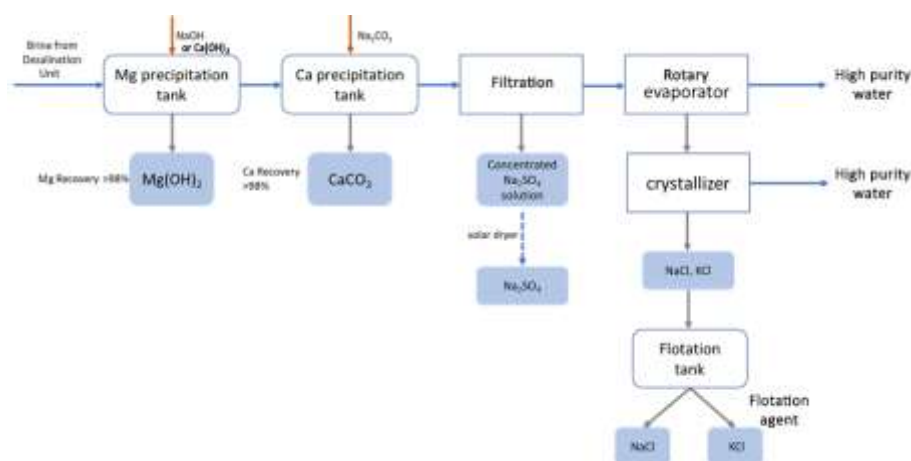 NaOH
or Ca(OH)₂
Na₂CO₃
Brine from
Desalination
Unit
Mg precipitation
tank
Ca precipitation
tank
Filtration
Rotary
evaporator
High purity
water
Mg Recovery >98%
Mg(OH)₂
Ca Recovery
>98%
CaCO₃
Concentrated
Na₂SO₄
solution
crystallizer
High purity
water
solar dryer
Na₂SO₄
NaCl, KCl
Flotation
tank
Flotation
agent
NaCl
KCl